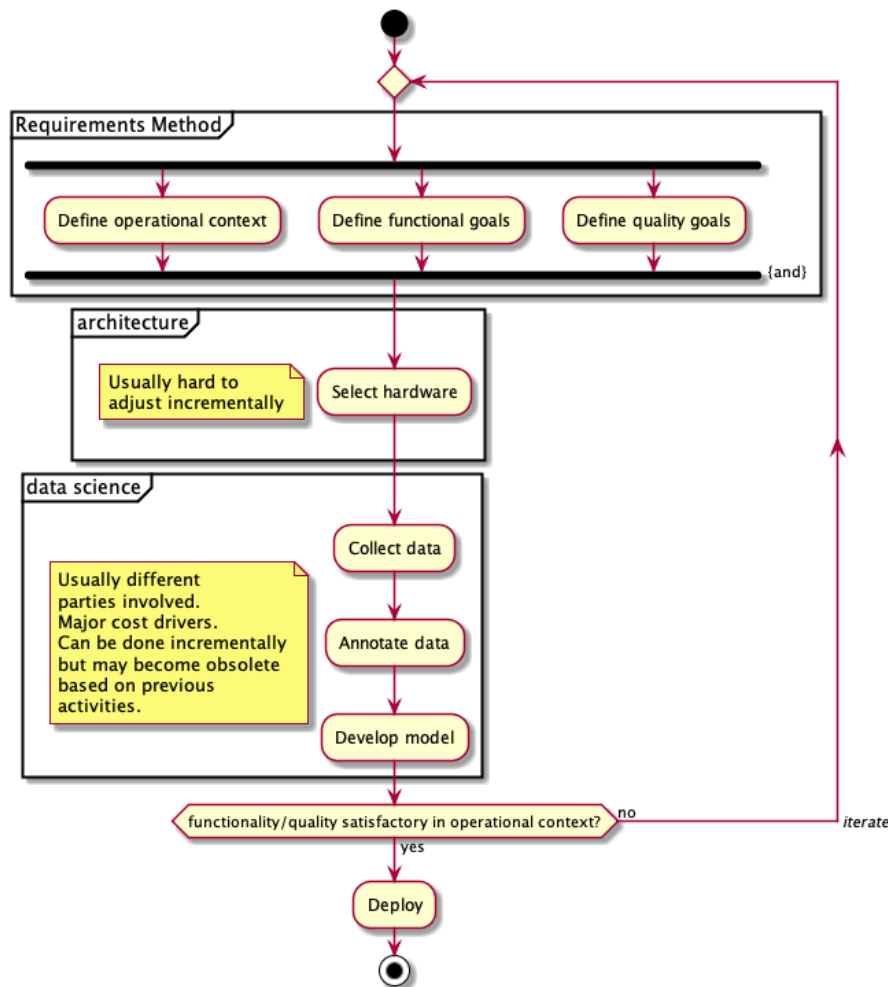 Requirements Method
Define operational context
Define functional goals
Define quality goals
{and}
architecture
Usually hard to
adjust incrementally
Select hardware
data science
Collect data
Usually different
parties involved.
Major cost drivers.
Can be done incrementally
but may become obsolete
based on previous
activities.
Annotate data
Develop model
functionality/quality satisfactory in operational context?
no
iterate
yes
Deploy